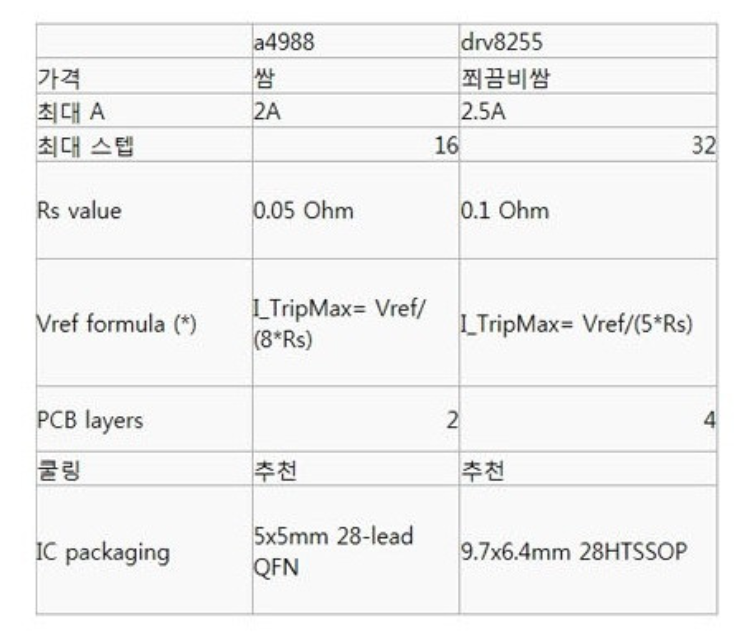 a4988 drv8255
가격 쌈 쬐끔비쌈
최대 A 2A 2.5A
최대 스텝 16 32
Rs value 0.05 Ohm 0.1 Ohm
Vref formula (*) I_TripMax= Vref/ I_TripMax= Vref/(5*Rs)
(8*Rs)
PCB layers 2 4
쿨링 추천 추천
IC packaging 5x5mm 28-lead 9.7x6.4mm 28HTSSOP
QFN